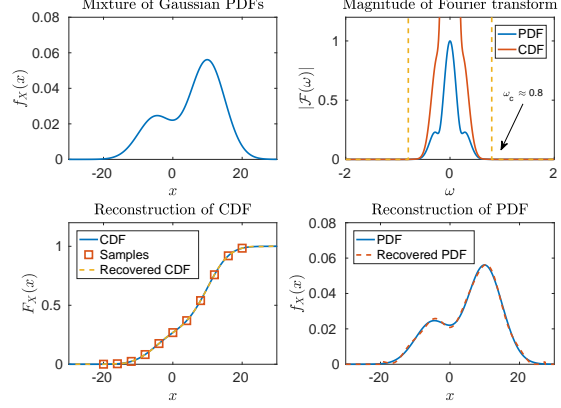 Mixture of Gaussian PDFs
0.08
0.06
0.04
0.02
0
-20
0
20
f_X(x)
x
Magnitude of Fourier transform
1
0.5
0
-2
-1
0
1
2
|F(ω)|
ω
PDF
CDF
≈ 0.8
Reconstruction of CDF
1
0.5
0
-20
0
20
F_X(x)
x
CDF
Samples
Recovered CDF
Reconstruction of PDF
0.08
0.06
0.04
0.02
0
-20
0
20
f_X(x)
x
PDF
Recovered PDF